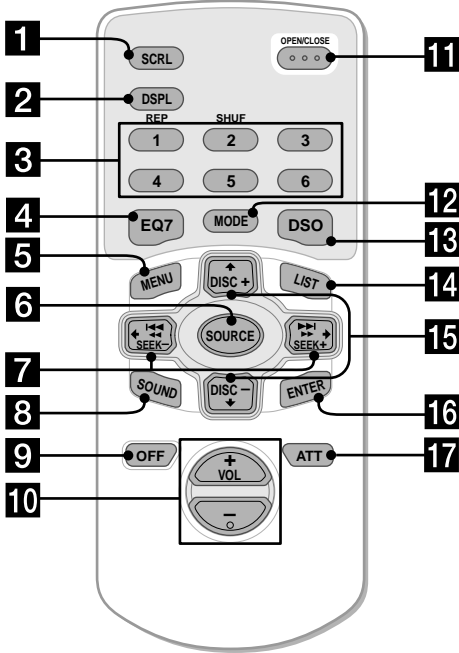 1 SCRL
OPEN/CLOSE
11
2 DSPL
REP SHUF
3
1 2 3
4 5 6
12
4 EQ7 MODE DSO
13
5 MENU DISC + LIST
14
6 SOURCE
15
7 SEEK– SEEK+
8 SOUND DISC – ENTER
16
9 OFF ATT
17
10
+
VOL
–